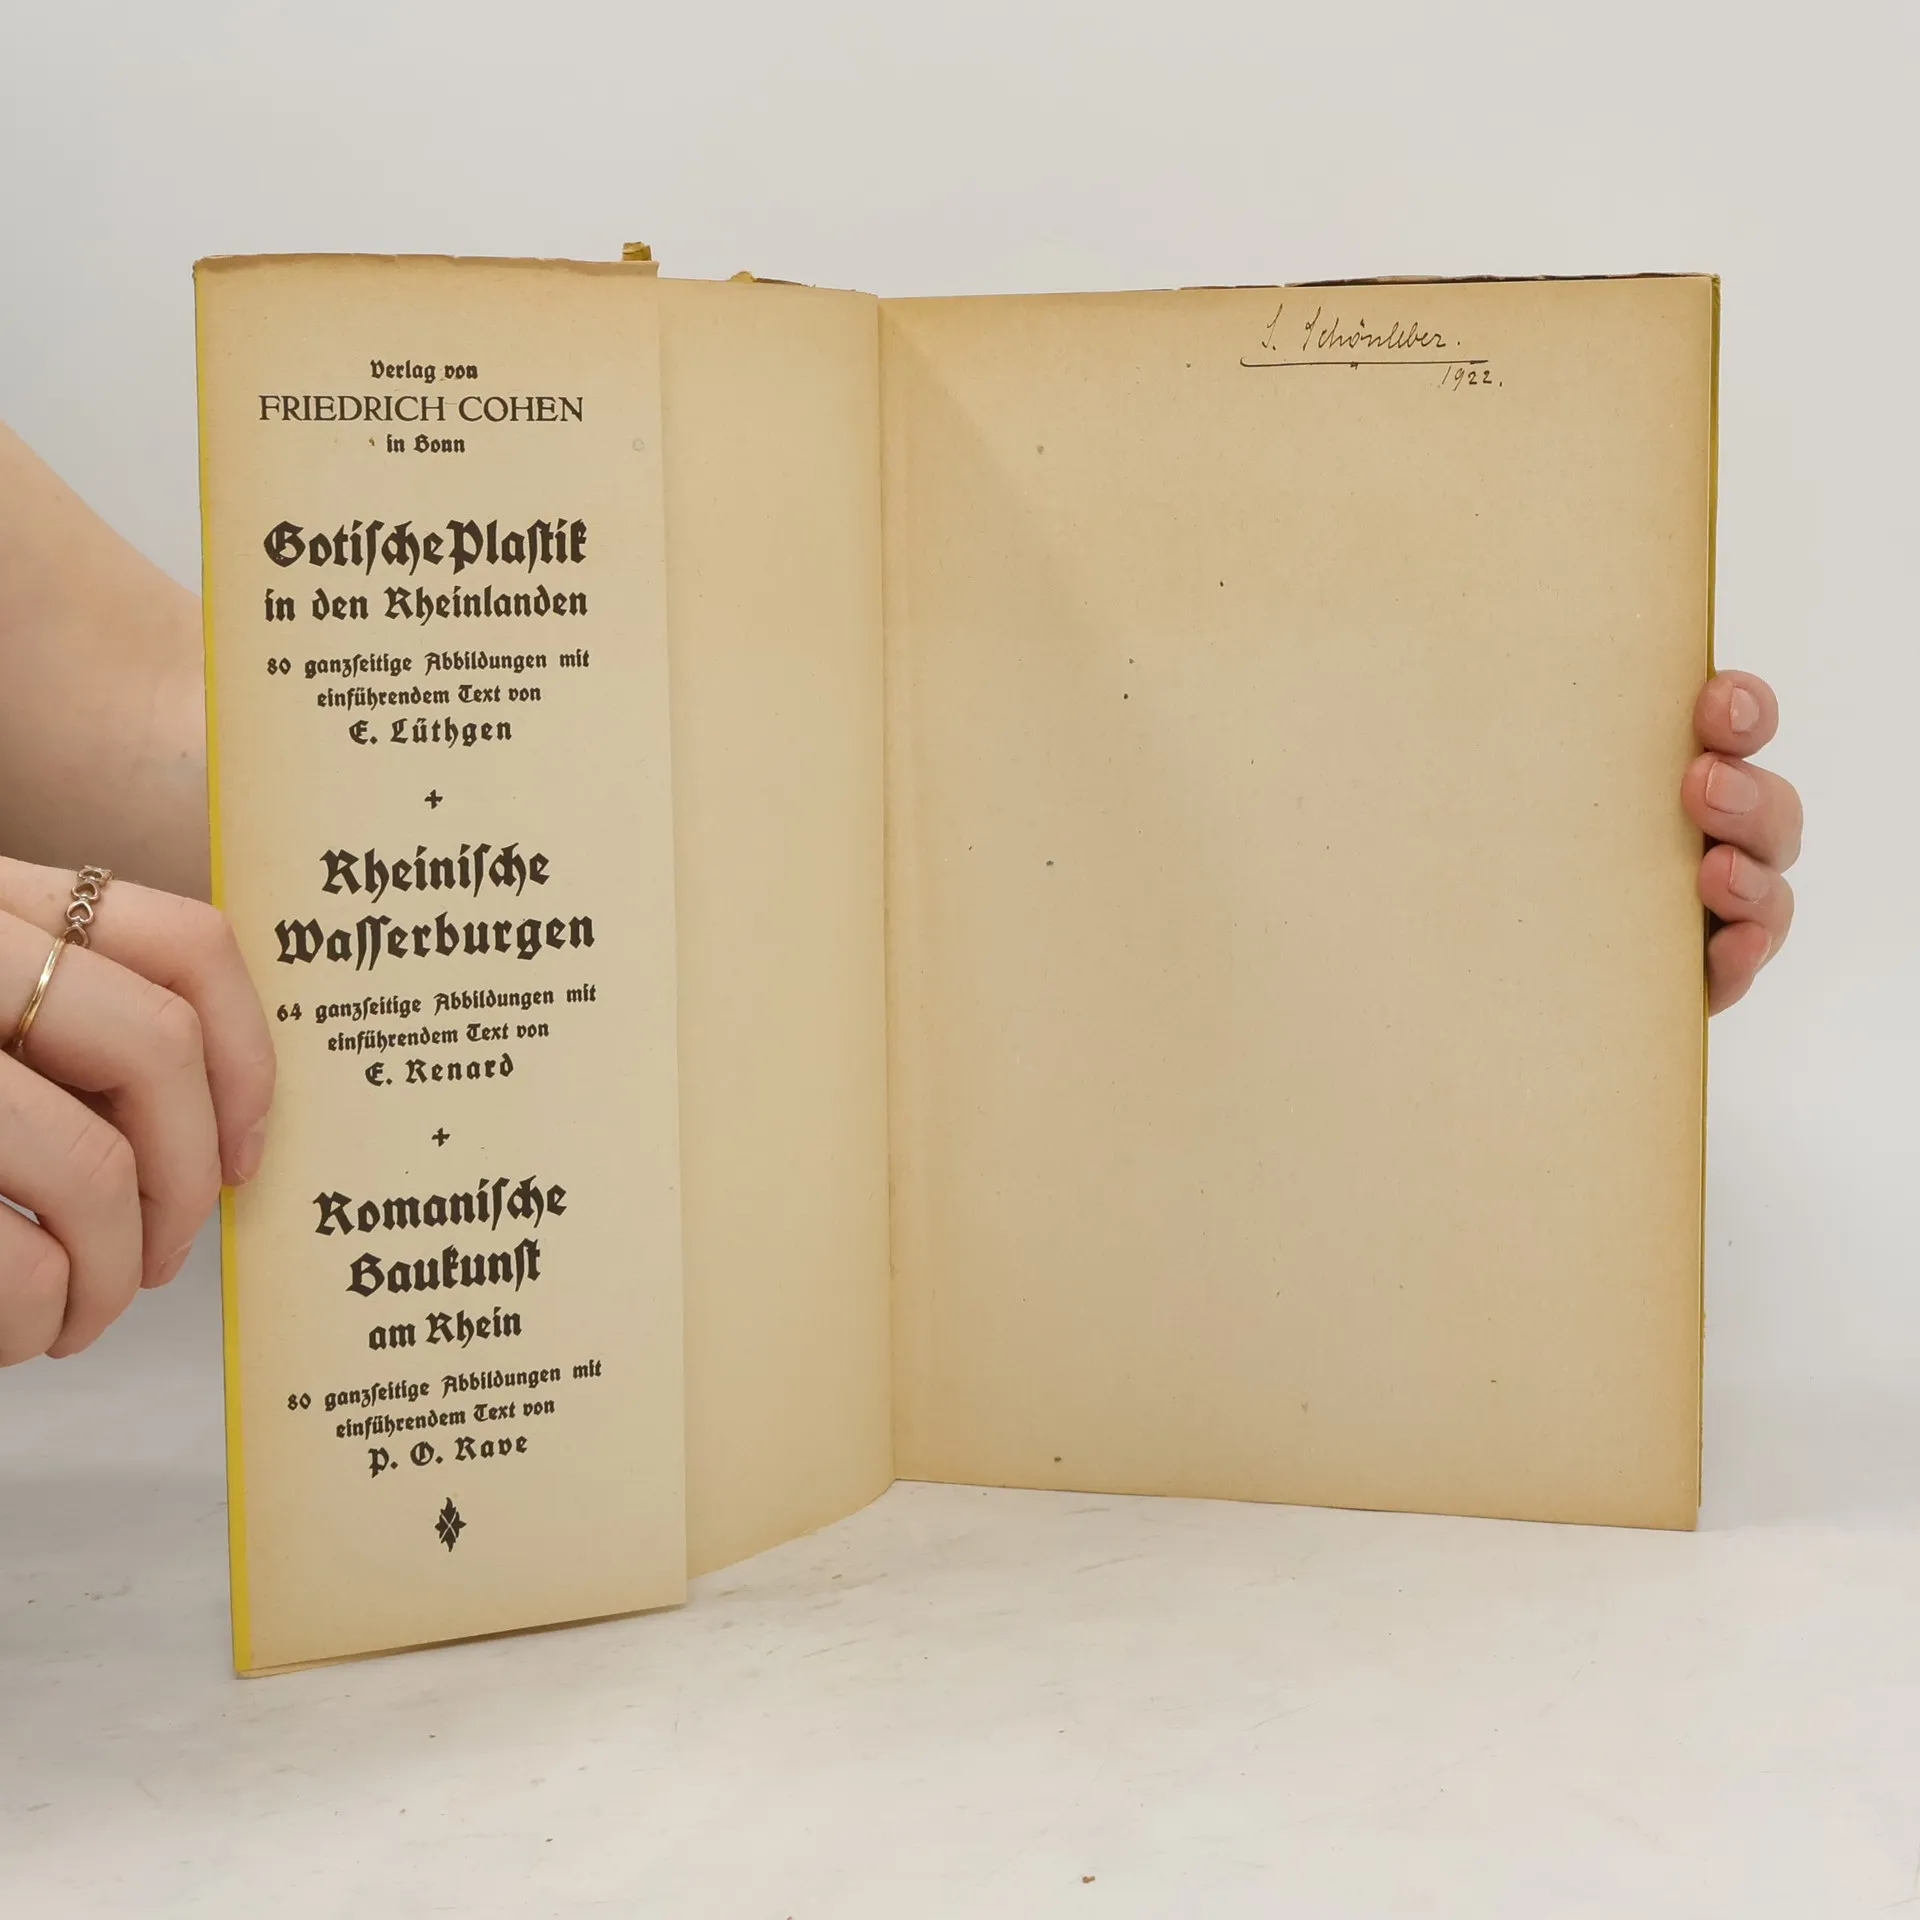 Verlag von
FRIEDRICH COHEN
in Bonn
Gotiſche Plaſtik
in den Rheinlanden
80 ganzſeitige Abbildungen mit
einführendem Text von
E. Lüthgen
Rheiniſche
Waſſerburgen
64 ganzſeitige Abbildungen mit
einführendem Text von
E. Renard
Romaniſche
Baukunſt
am Rhein
80 ganzſeitige Abbildungen mit
einführendem Text von
P. O. Rave
Schönleber.
1922.